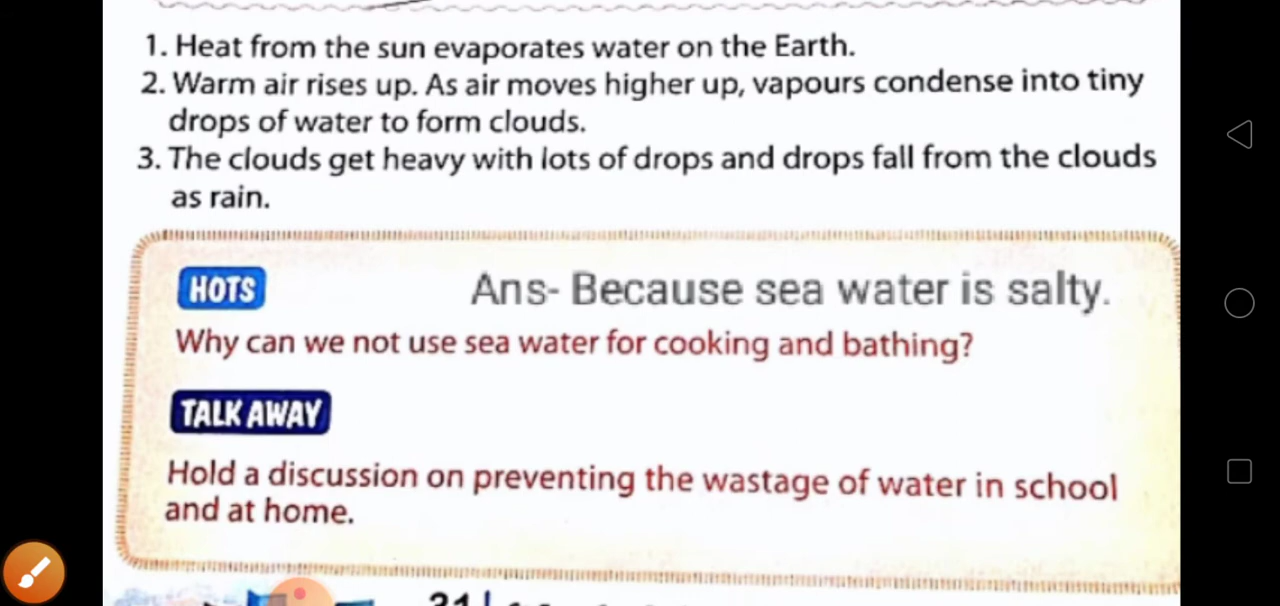 1. Heat from the sun evaporates water on the Earth.
2. Warm air rises up. As air moves higher up, vapours condense into tiny
drops of water to form clouds.
3. The clouds get heavy with lots of drops and drops fall from the clouds
as rain.
HOTS
Ans- Because sea water is salty.
Why can we not use sea water for cooking and bathing?
TALK AWAY
Hold a discussion on preventing the wastage of water in school
and at home.